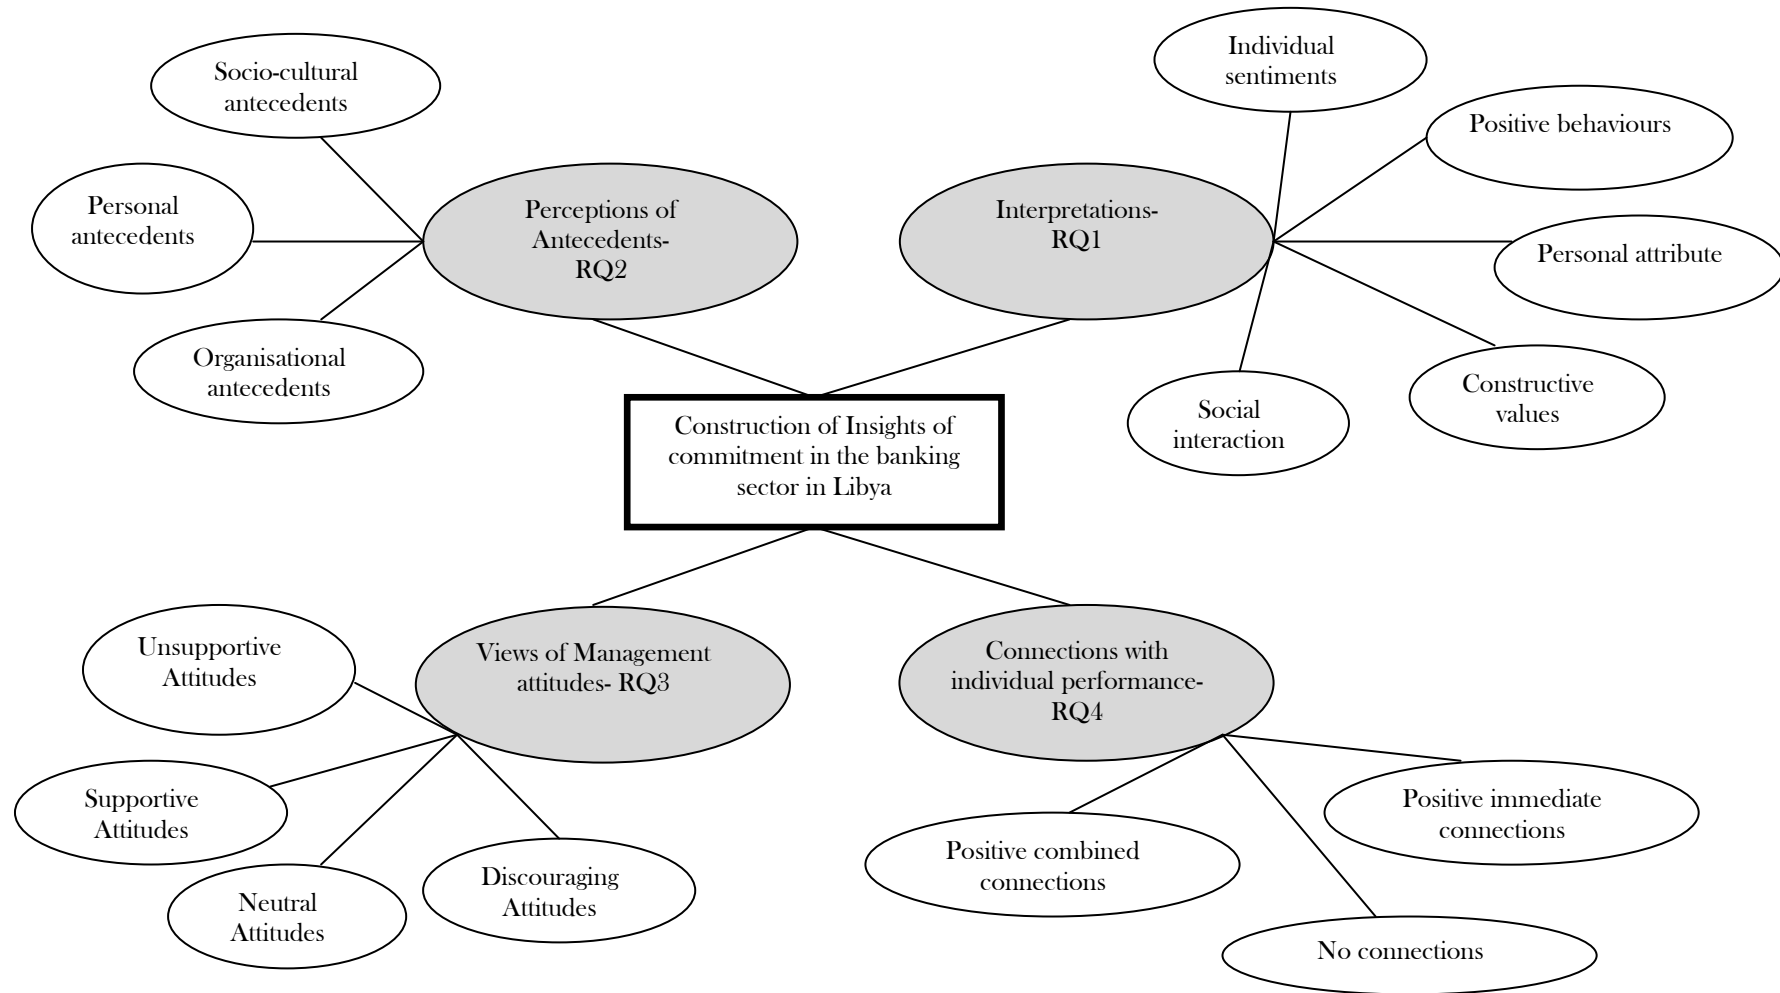 Socio-cultural
antecedents
Personal
antecedents
Organisational
antecedents
Perceptions of
Antecedents-
RQ2
Interpretations-
RQ1
Individual
sentiments
Positive behaviours
Personal attribute
Constructive
values
Social
interaction
Construction of Insights of
commitment in the banking
sector in Libya
Unsupportive
Attitudes
Supportive
Attitudes
Neutral
Attitudes
Discouraging
Attitudes
Views of Management
attitudes- RQ3
Connections with
individual performance-
RQ4
Positive combined
connections
Positive immediate
connections
No connections